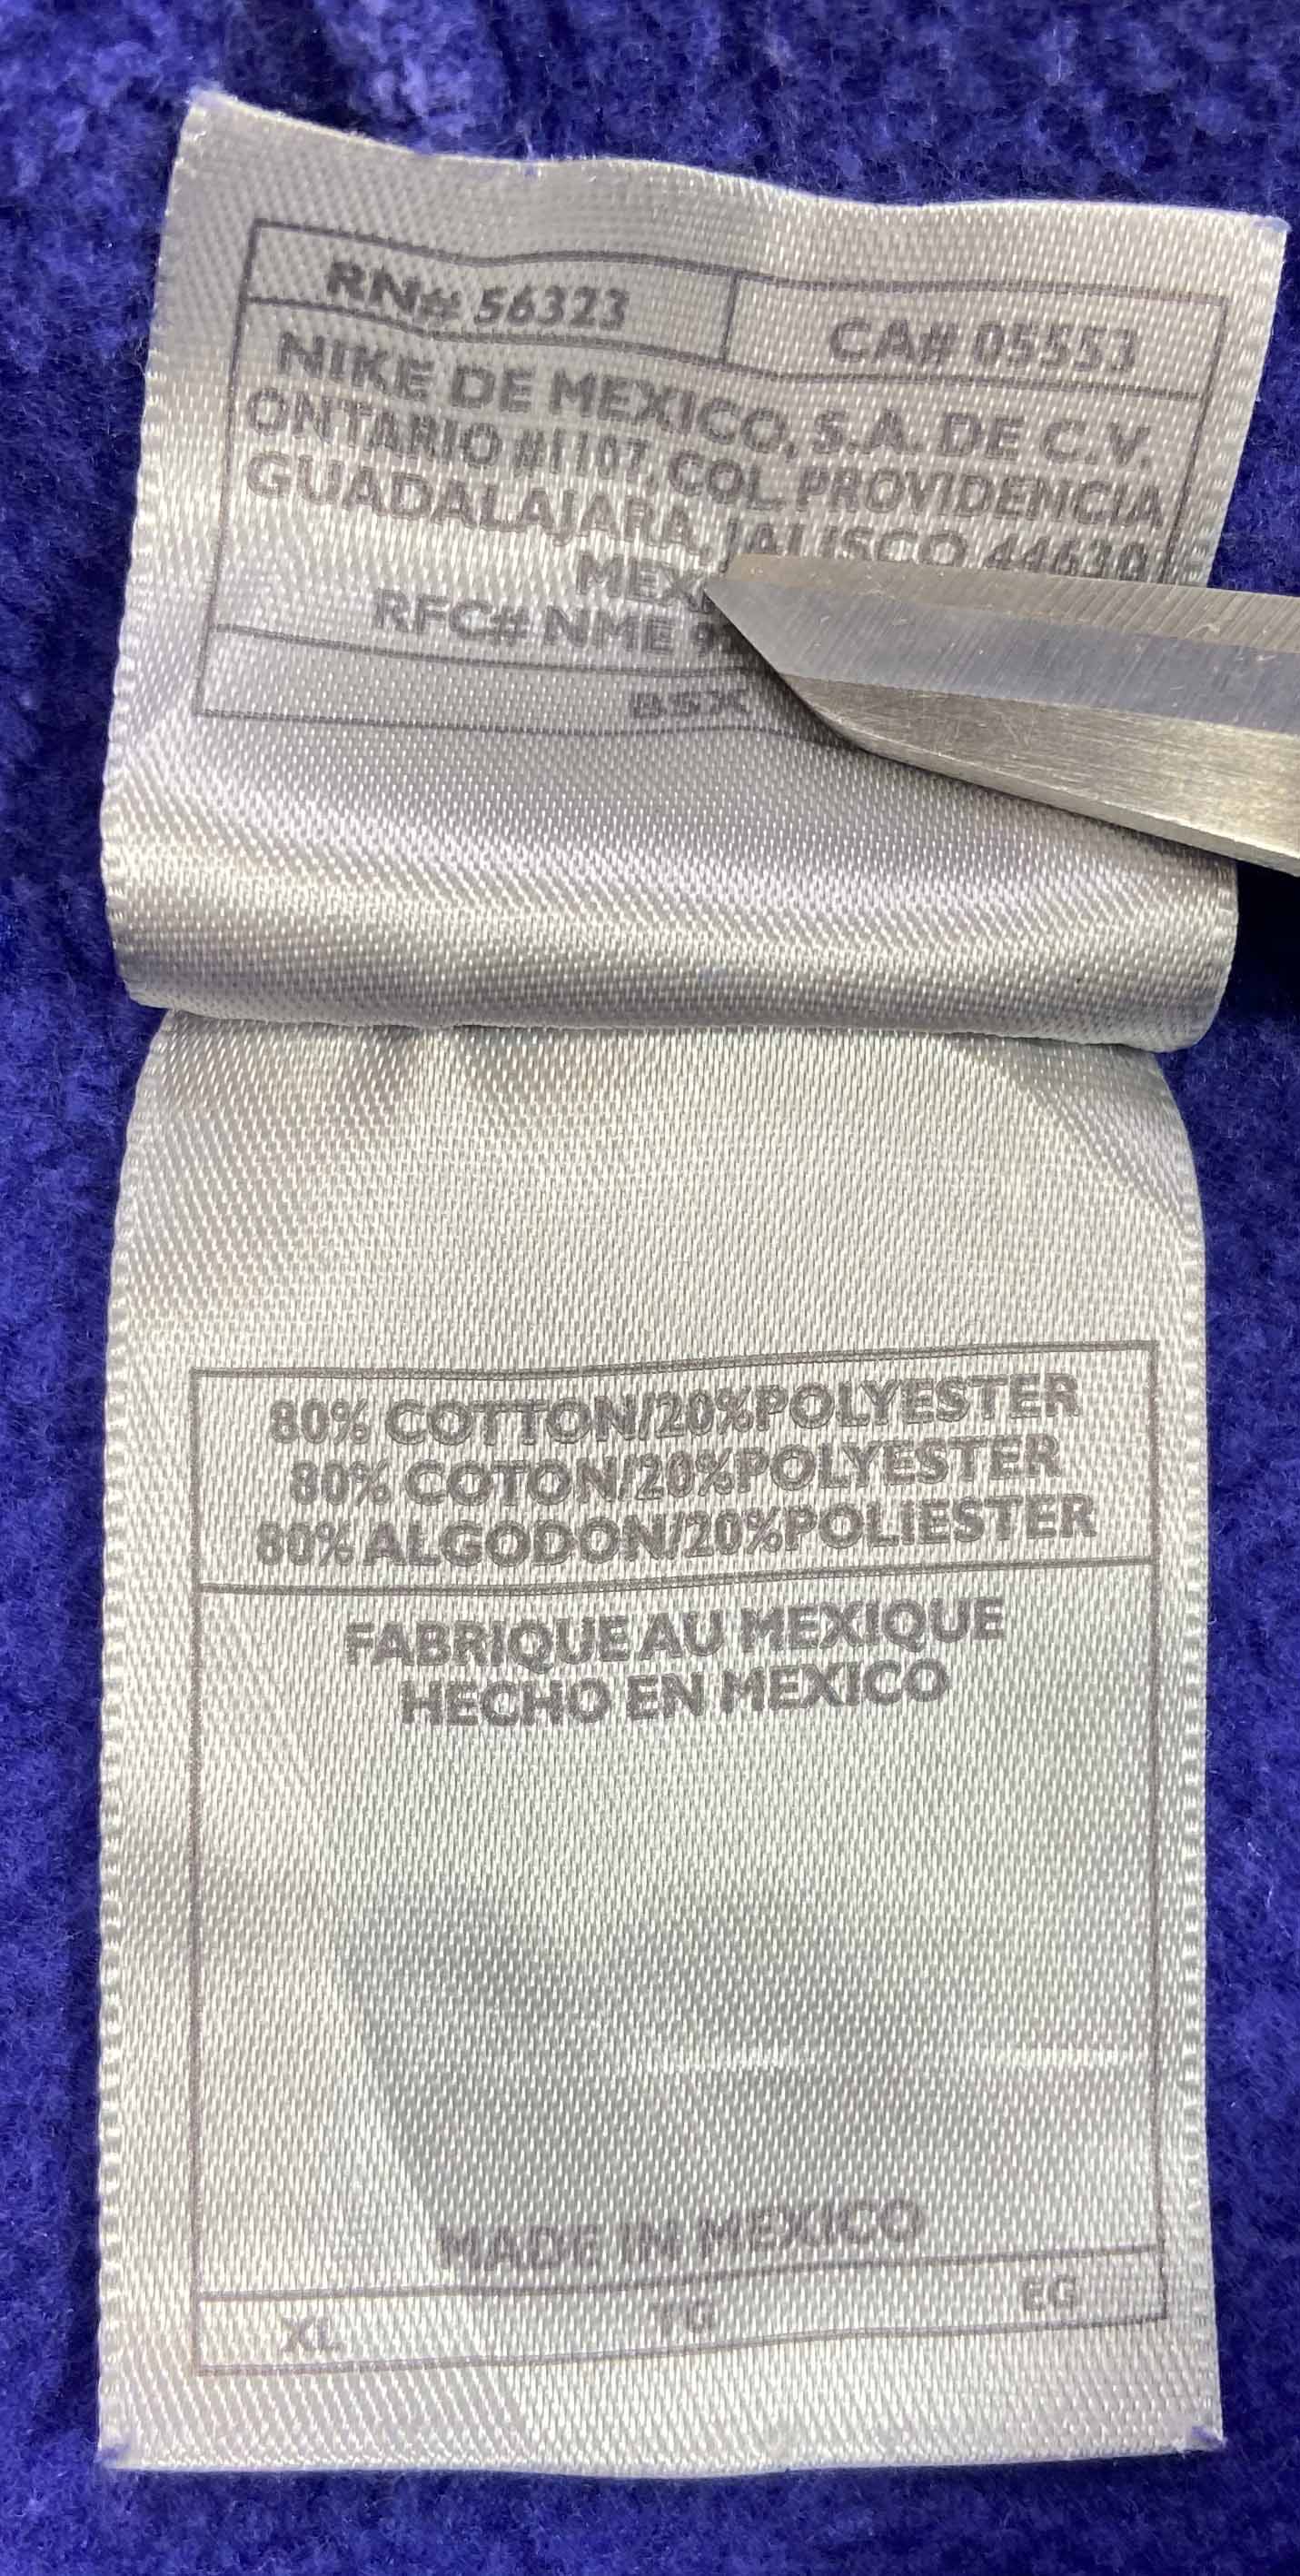 RN# 56323 CA# 05553
NIKE DE MEXICO, S.A. DE C.V.
ONTARIO #1107, COL. PROVIDENCIA
GUADALAJARA, JALISCO 44630
RFC# NME
BSX
80% COTTON/20%POLYESTER
80% COTON/20%POLYESTER
80% ALGODON/20%POLIESTER
FABRIQUE AU MEXIQUE
HECHO EN MEXICO
MADE IN MEXICO
XL TG EG